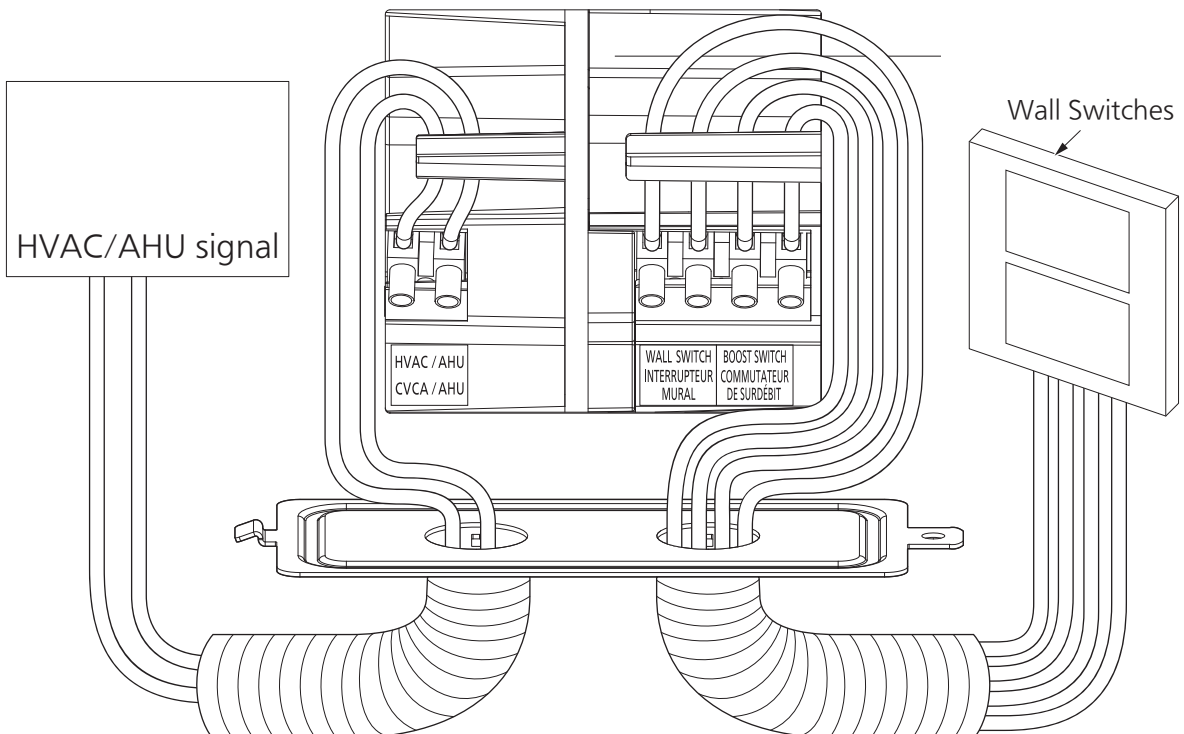 Wall Switches
HVAC/AHU signal
HVAC / AHU
CVCA / AHU
WALL SWITCH
INTERRUPTEUR
MURAL
BOOST SWITCH
COMMUTATEUR
DE SURDÉBIT